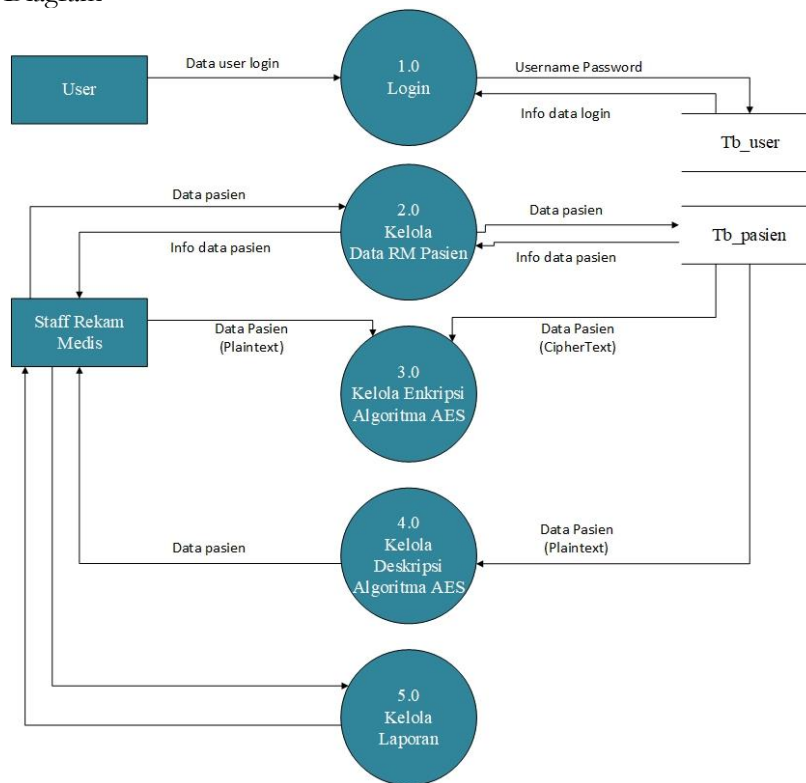 Diagram
User
Data user login
1.0
Login
Username Password
Info data login
Tb_user
Data pasien
Info data pasien
2.0
Kelola
Data RM Pasien
Data pasien
Info data pasien
Tb_pasien
Staff Rekam
Medis
Data Pasien
(Plaintext)
3.0
Kelola Enkripsi
Algoritma AES
Data Pasien
(CipherText)
Data pasien
4.0
Kelola
Deskripsi
Algoritma AES
Data Pasien
(Plaintext)
5.0
Kelola
Laporan